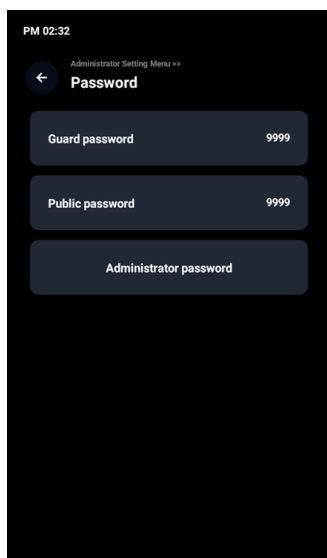 PM 02:32
Administrator Setting Menu >>
Password
Guard password 9999
Public password 9999
Administrator password